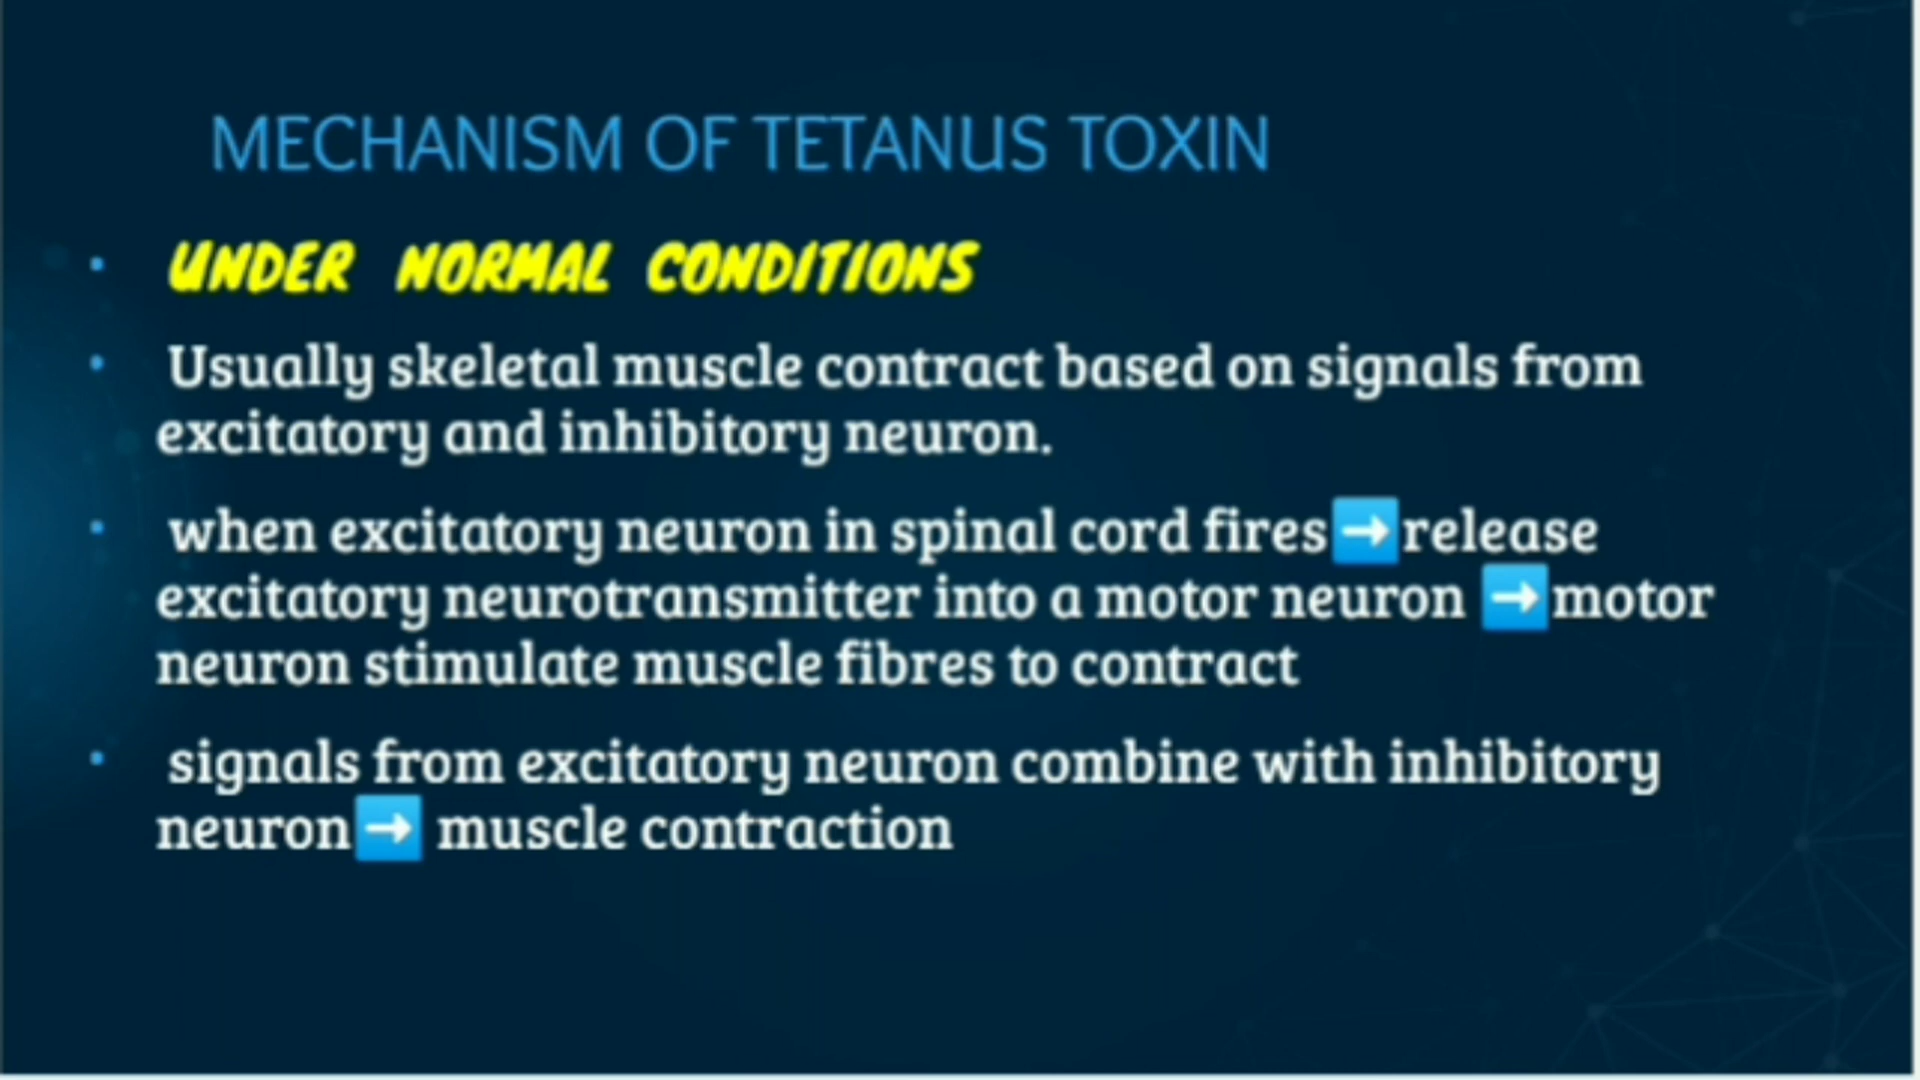 MECHANISM OF TETANUS TOXIN
• UNDER NORMAL CONDITIONS
• Usually skeletal muscle contract based on signals from
excitatory and inhibitory neuron.
• when excitatory neuron in spinal cord fires➡️release
excitatory neurotransmitter into a motor neuron ➡️motor
neuron stimulate muscle fibres to contract
• signals from excitatory neuron combine with inhibitory
neuron➡️ muscle contraction